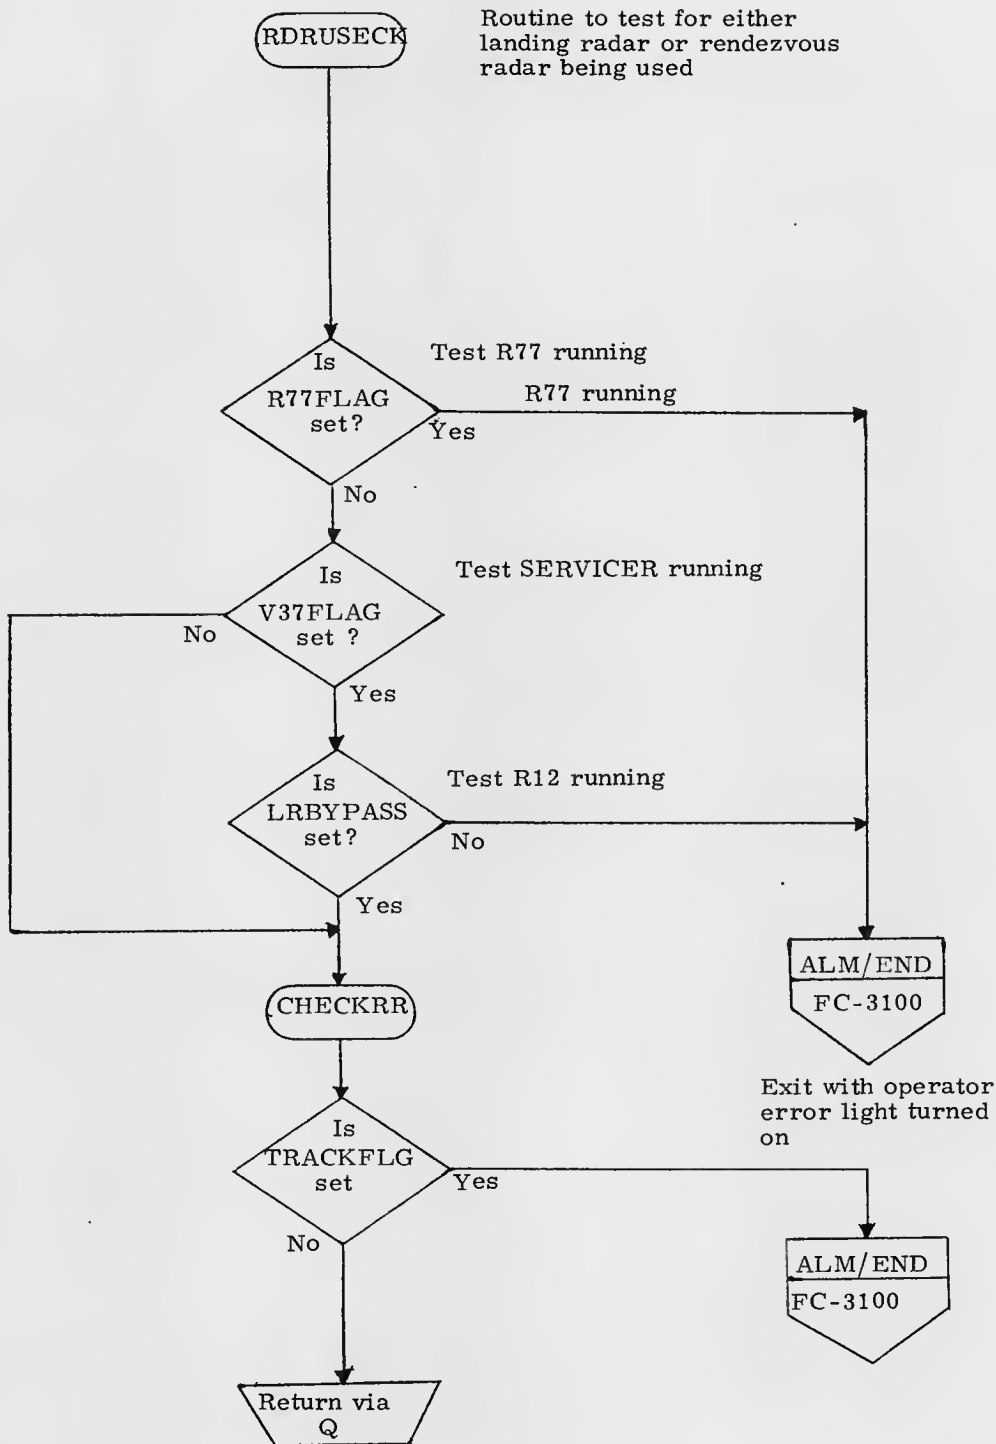 RDRUSECK
Routine to test for either
landing radar or rendezvous
radar being used
Is
R77FLAG
set?
Test R77 running
R77 running
Yes
No
Is
V37FLAG
set ?
Test SERVICER running
No
Yes
Is
LRBYPASS
set?
Test R12 running
No
Yes
ALM/END
FC-3100
Exit with operator
error light turned
on
CHECKRR
Is
TRACKFLG
set
Yes
No
ALM/END
FC-3100
Return via
Q